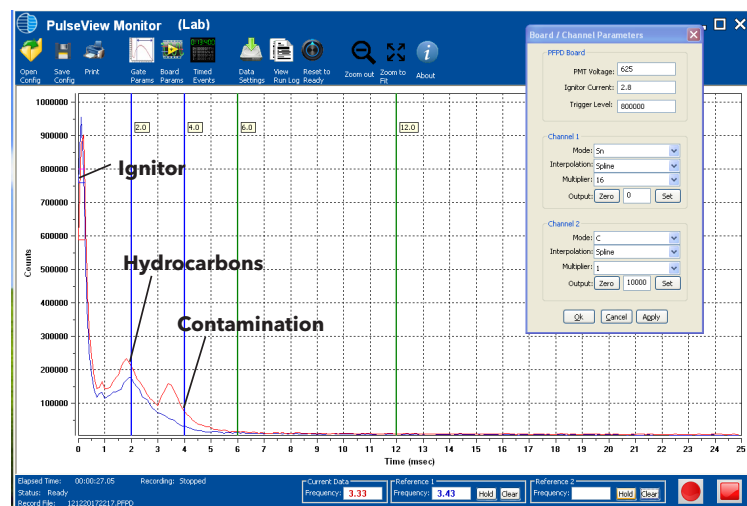 PulseView Monitor (Lab)
Open Config
Save Config
Print
Gate Params
Board Params
Timed Events
Data Settings
View Run Log
Reset to Ready
Zoom out
Zoom to Fit
About
Board / Channel Parameters
PFPD Board
PMT Voltage: 625
Ignitor Current: 2.8
Trigger Level: 800000
Channel 1
Mode: Sn
Interpolation: Spline
Multiplier: 16
Output: Zero 0 Set
Channel 2
Mode: C
Interpolation: Spline
Multiplier: 1
Output: Zero 10000 Set
Ok Cancel Apply
1000000
900000
800000
700000
600000
500000
400000
300000
200000
100000
Counts
2.0 4.0 6.0 12.0
Ignitor
Hydrocarbons
Contamination
0 1 2 3 4 5 6 7 8 9 10 11 12 13 14 15 16 17 18 19 20 21 22 23 24 25
Time (msec)
Elapsed Time: 00:00:27.05 Recording: Stopped
Status: Ready
Record File: 121220172217.PFPD
Current Data
Frequency: 3.33
Reference 1
Frequency: 3.43 Hold Clear
Reference 2
Frequency: Hold Clear